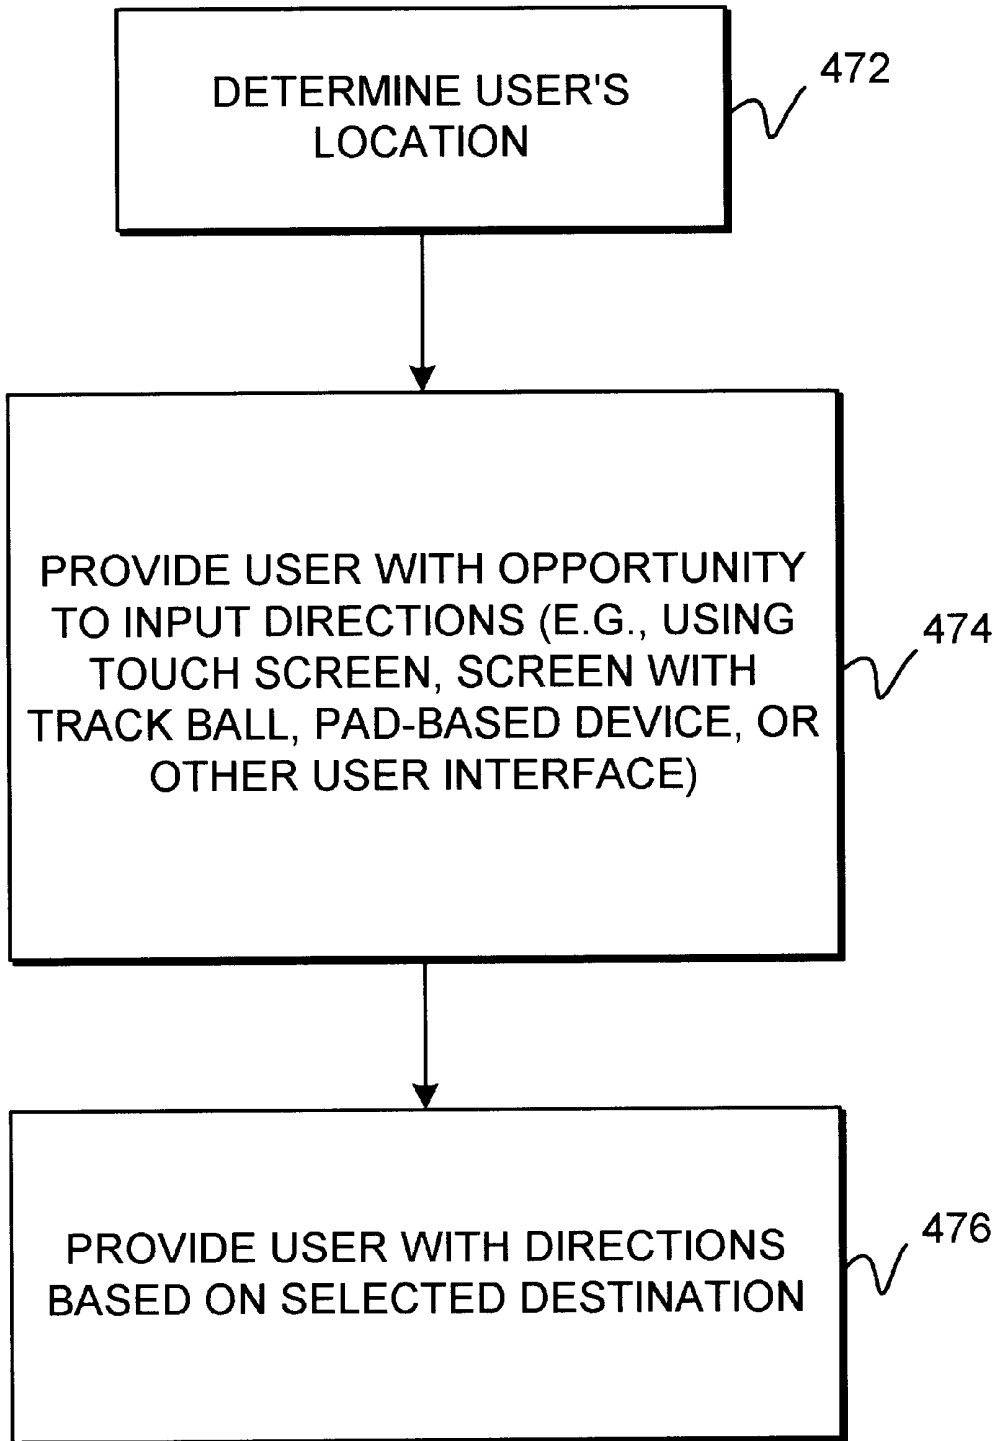 DETERMINE USER'S
LOCATION
472
PROVIDE USER WITH OPPORTUNITY
TO INPUT DIRECTIONS (E.G., USING
TOUCH SCREEN, SCREEN WITH
TRACK BALL, PAD-BASED DEVICE, OR
OTHER USER INTERFACE)
474
PROVIDE USER WITH DIRECTIONS
BASED ON SELECTED DESTINATION
476